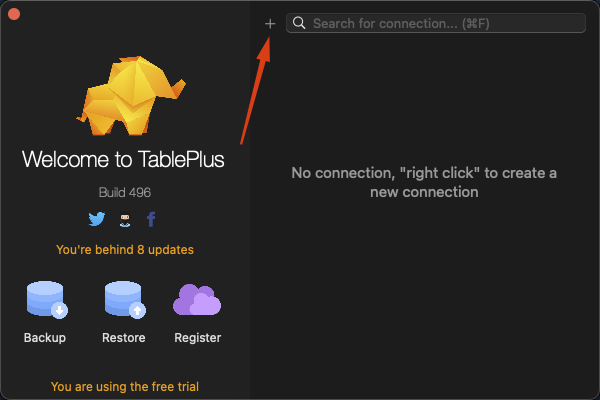 + Search for connection... (⌘F)
Welcome to TablePlus
Build 496
You're behind 8 updates
Backup Restore Register
You are using the free trial
No connection, "right click" to create a
new connection